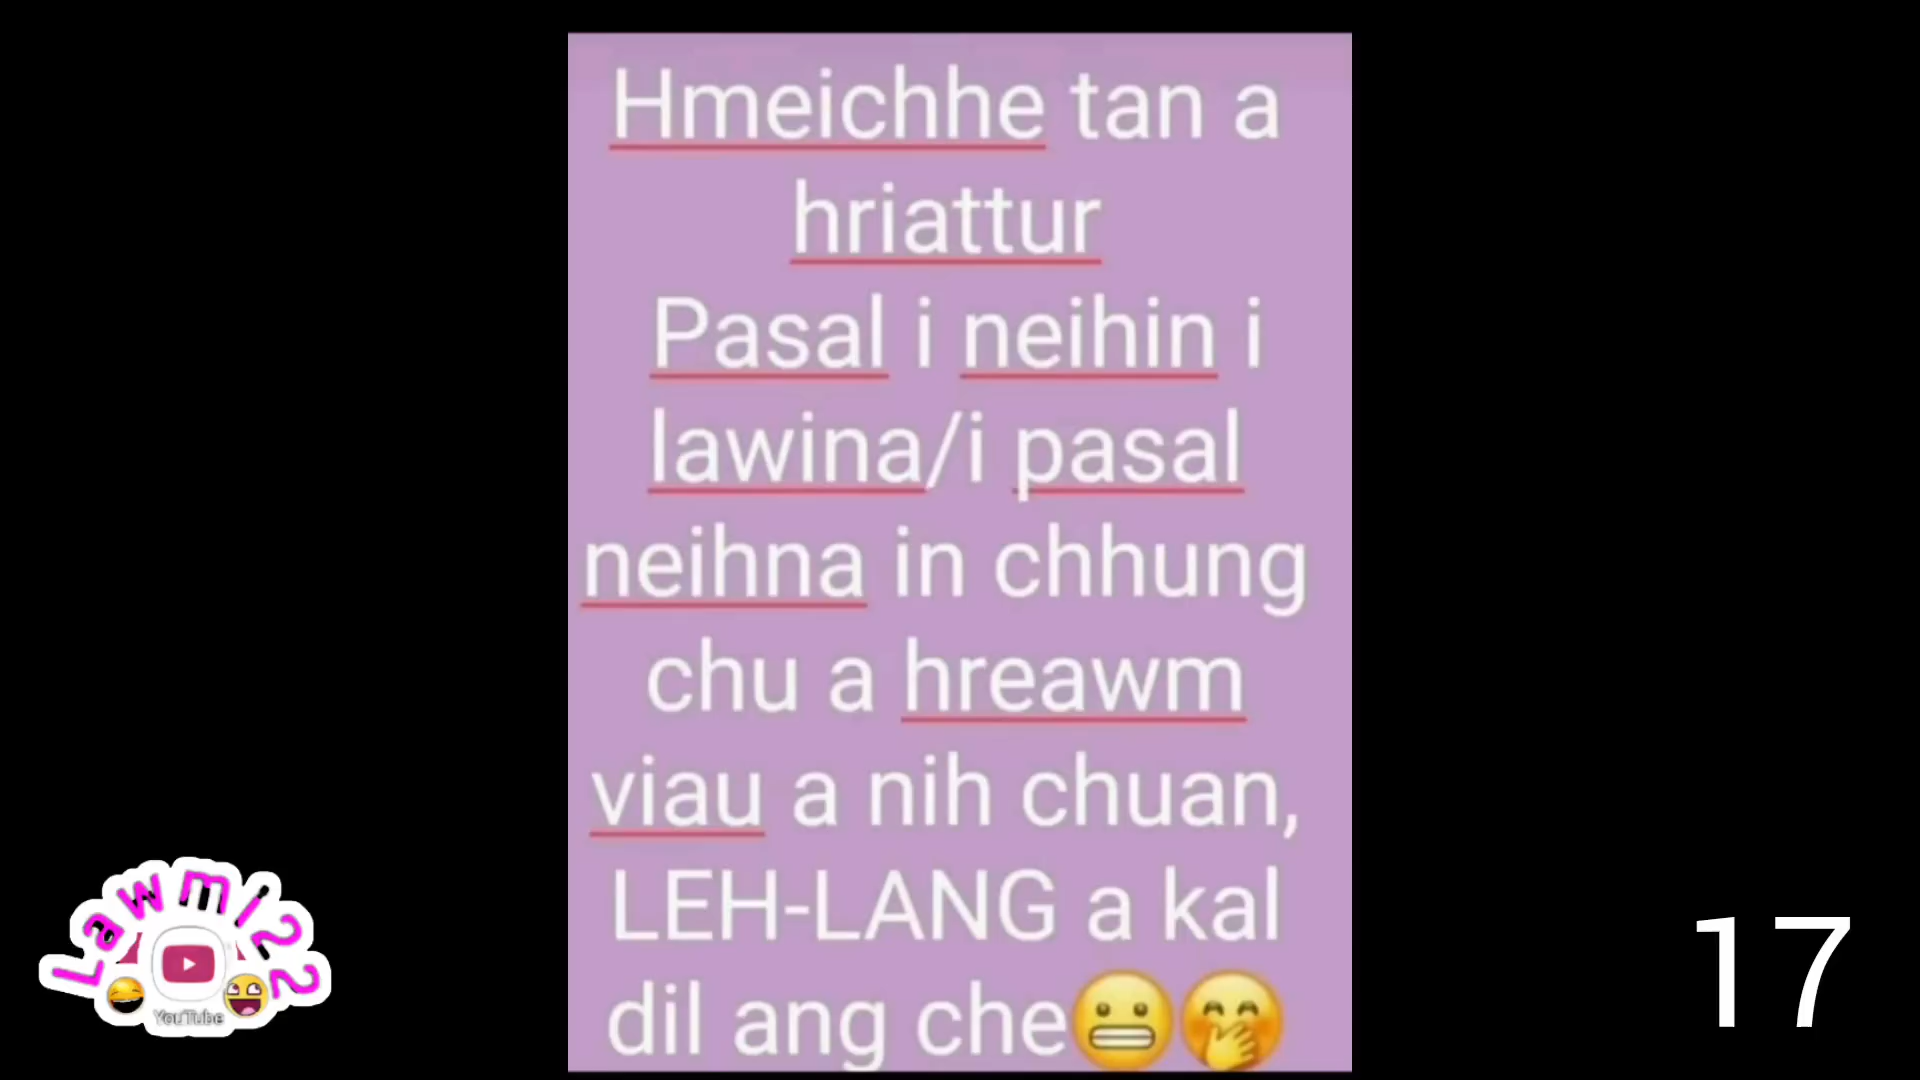 Hmeichhe tan a
hriattur
Pasal i neihin i
lawina/i pasal
neihna in chhung
chu a hreawm
viau a nih chuan,
LEH-LANG a kal
dil ang che😬🤭
Lawmi22
YouTube
17